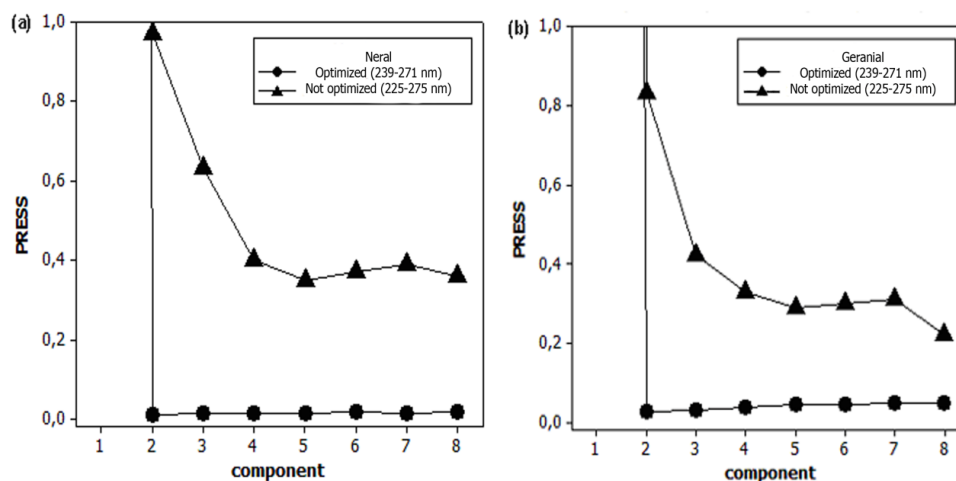 (a)
1,0
0,8
0,6
0,4
0,2
0,0
PRESS
Neral
Optimized (239-271 nm)
Not optimized (225-275 nm)
1 2 3 4 5 6 7 8
component
(b)
1,0
0,8
0,6
0,4
0,2
0,0
PRESS
Geranial
Optimized (239-271 nm)
Not optimized (225-275 nm)
1 2 3 4 5 6 7 8
component